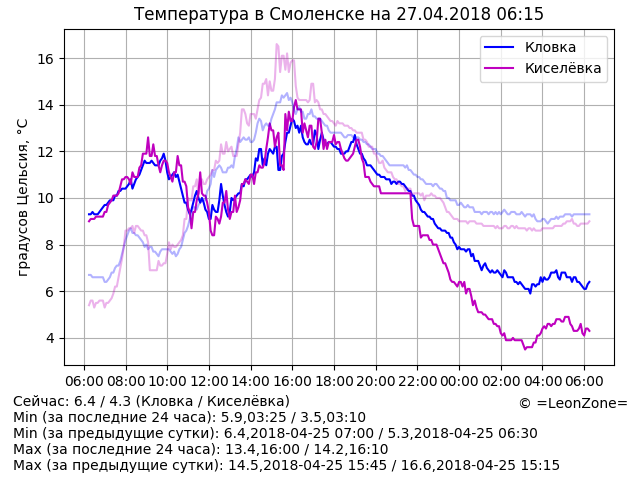 Температура в Смоленске на 27.04.2018 06:15
Кловка
Киселёвка
градусов Цельсия, °C
16
14
12
10
8
6
4
06:00 08:00 10:00 12:00 14:00 16:00 18:00 20:00 22:00 00:00 02:00 04:00 06:00
Сейчас: 6.4 / 4.3 (Кловка / Киселёвка)
© =LeonZone=
Min (за последние 24 часа): 5.9,03:25 / 3.5,03:10
Min (за предыдущие сутки): 6.4,2018-04-25 07:00 / 5.3,2018-04-25 06:30
Max (за последние 24 часа): 13.4,16:00 / 14.2,16:10
Max (за предыдущие сутки): 14.5,2018-04-25 15:45 / 16.6,2018-04-25 15:15